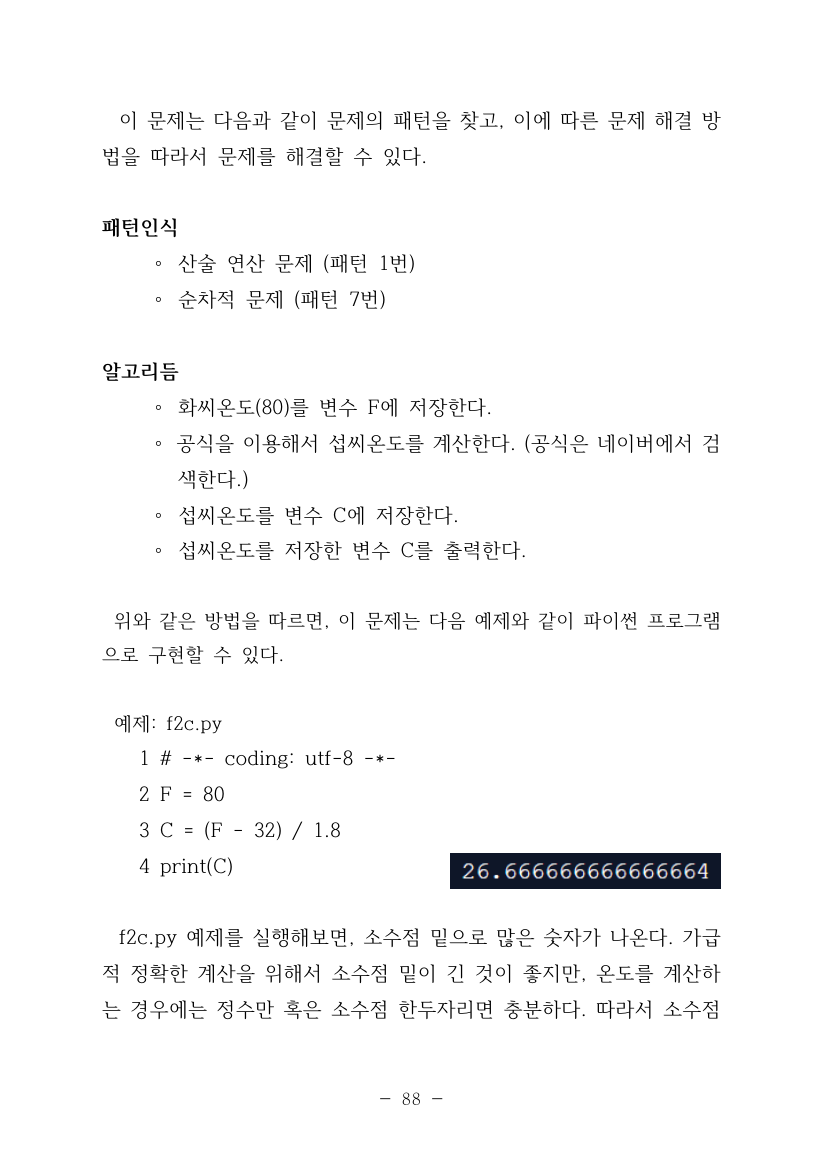 이 문제는 다음과 같이 문제의 패턴을 찾고, 이에 따른 문제 해결 방
법을 따라서 문제를 해결할 수 있다.
패턴인식
◦ 산술 연산 문제 (패턴 1번)
◦ 순차적 문제 (패턴 7번)
알고리듬
◦ 화씨온도(80)를 변수 F에 저장한다.
◦ 공식을 이용해서 섭씨온도를 계산한다. (공식은 네이버에서 검
색한다.)
◦ 섭씨온도를 변수 C에 저장한다.
◦ 섭씨온도를 저장한 변수 C를 출력한다.
위와 같은 방법을 따르면, 이 문제는 다음 예제와 같이 파이썬 프로그램
으로 구현할 수 있다.
예제: f2c.py
1 # -*- coding: utf-8 -*-
2 F = 80
3 C = (F - 32) / 1.8
4 print(C)
26.666666666666664
f2c.py 예제를 실행해보면, 소수점 밑으로 많은 숫자가 나온다. 가급
적 정확한 계산을 위해서 소수점 밑이 긴 것이 좋지만, 온도를 계산하
는 경우에는 정수만 혹은 소수점 한두자리면 충분하다. 따라서 소수점
- 88 -